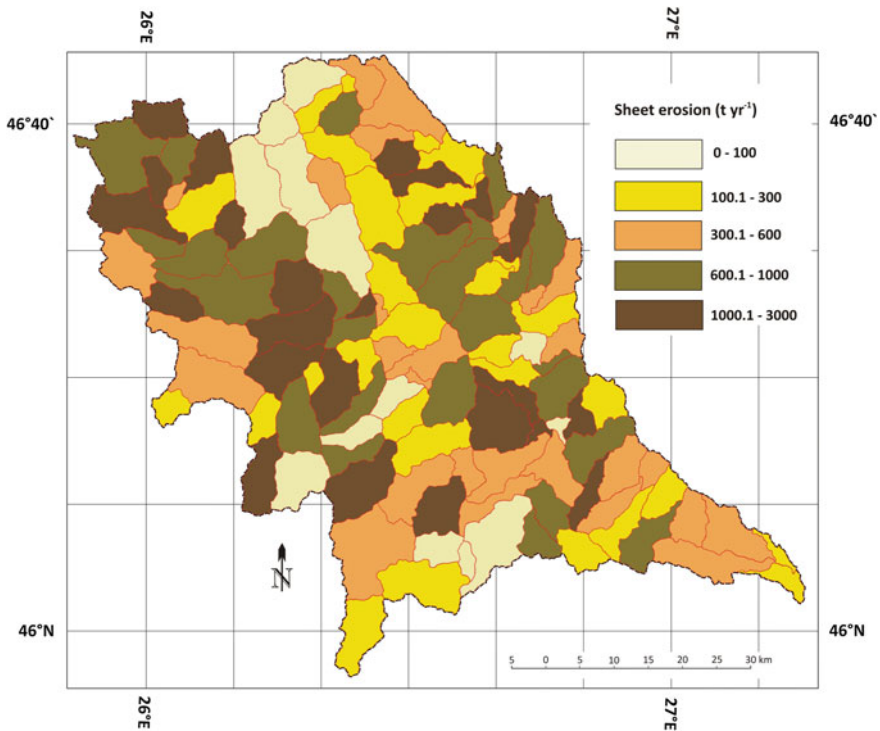 26°E 27°E
46°40` 46°40`
Sheet erosion (t yr-1)
0 - 100
100.1 - 300
300.1 - 600
600.1 - 1000
1000.1 - 3000
N
46°N 46°N
5 0 5 10 15 20 25 30 km
26°E 27°E